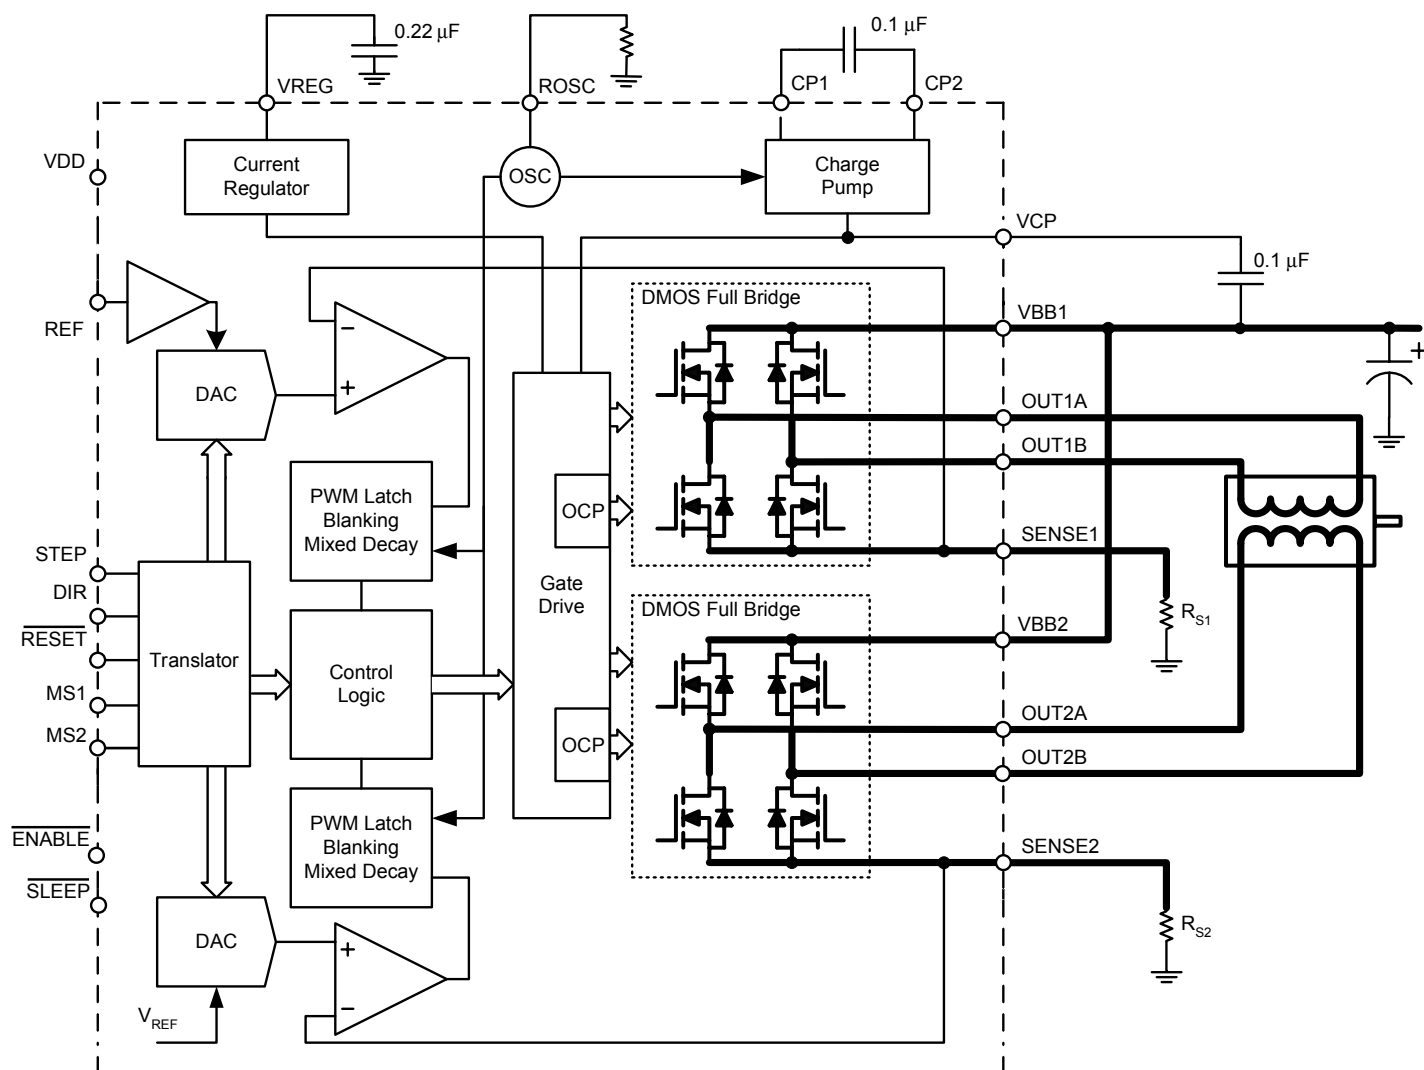 0.22 μF
0.1 μF
VREG
ROSC
CP1
CP2
VDD
Current
Regulator
OSC
Charge
Pump
VCP
0.1 μF
REF
DMOS Full Bridge
VBB1
−
+
DAC
+
OUT1A
OUT1B
PWM Latch
Blanking
Mixed Decay
OCP
SENSE1
STEP
DIR
RESET
MS1
MS2
Translator
Control
Logic
Gate
Drive
DMOS Full Bridge
RS1
VBB2
OUT2A
OCP
OUT2B
ENABLE
SLEEP
PWM Latch
Blanking
Mixed Decay
SENSE2
DAC
+
−
RS2
VREF